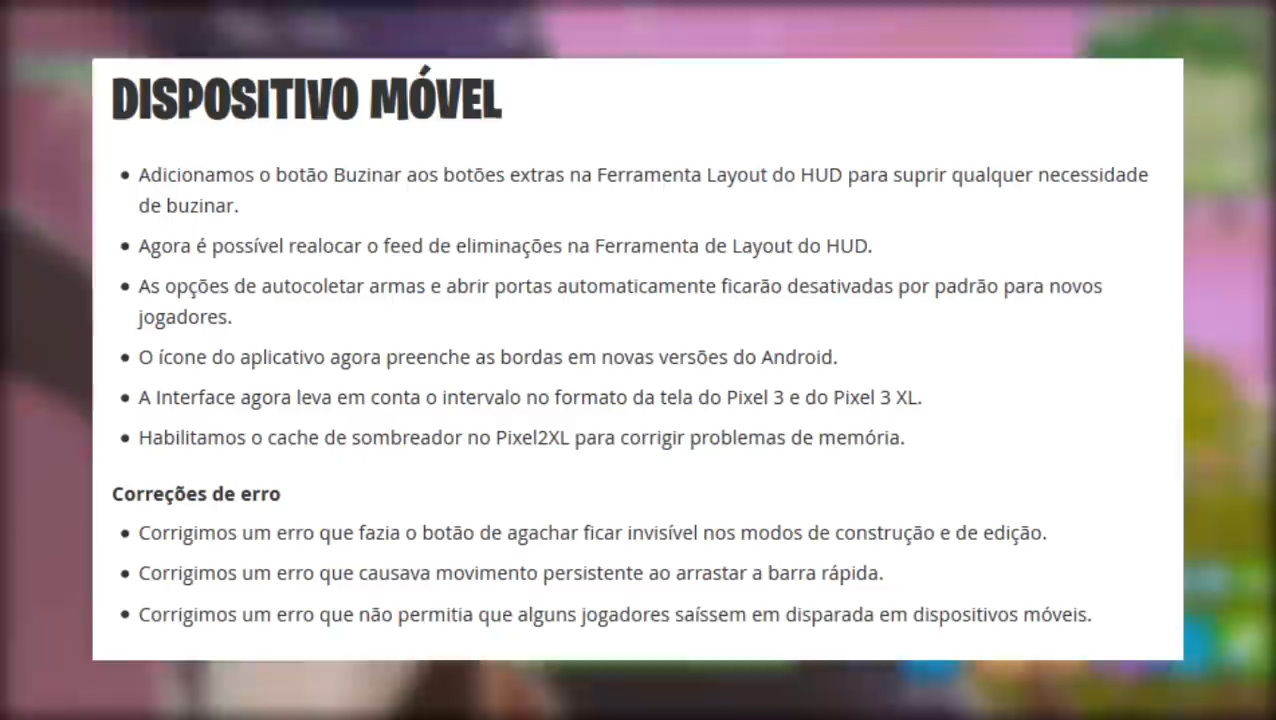 DISPOSITIVO MÓVEL
• Adicionamos o botão Buzinar aos botões extras na Ferramenta Layout do HUD para suprir qualquer necessidade
de buzinar.
• Agora é possível realocar o feed de eliminações na Ferramenta de Layout do HUD.
• As opções de autocoletar armas e abrir portas automaticamente ficarão desativadas por padrão para novos
jogadores.
• O ícone do aplicativo agora preenche as bordas em novas versões do Android.
• A Interface agora leva em conta o intervalo no formato da tela do Pixel 3 e do Pixel 3 XL.
• Habilitamos o cache de sombreador no Pixel2XL para corrigir problemas de memória.
Correções de erro
• Corrigimos um erro que fazia o botão de agachar ficar invisível nos modos de construção e de edição.
• Corrigimos um erro que causava movimento persistente ao arrastar a barra rápida.
• Corrigimos um erro que não permitia que alguns jogadores saíssem em disparada em dispositivos móveis.